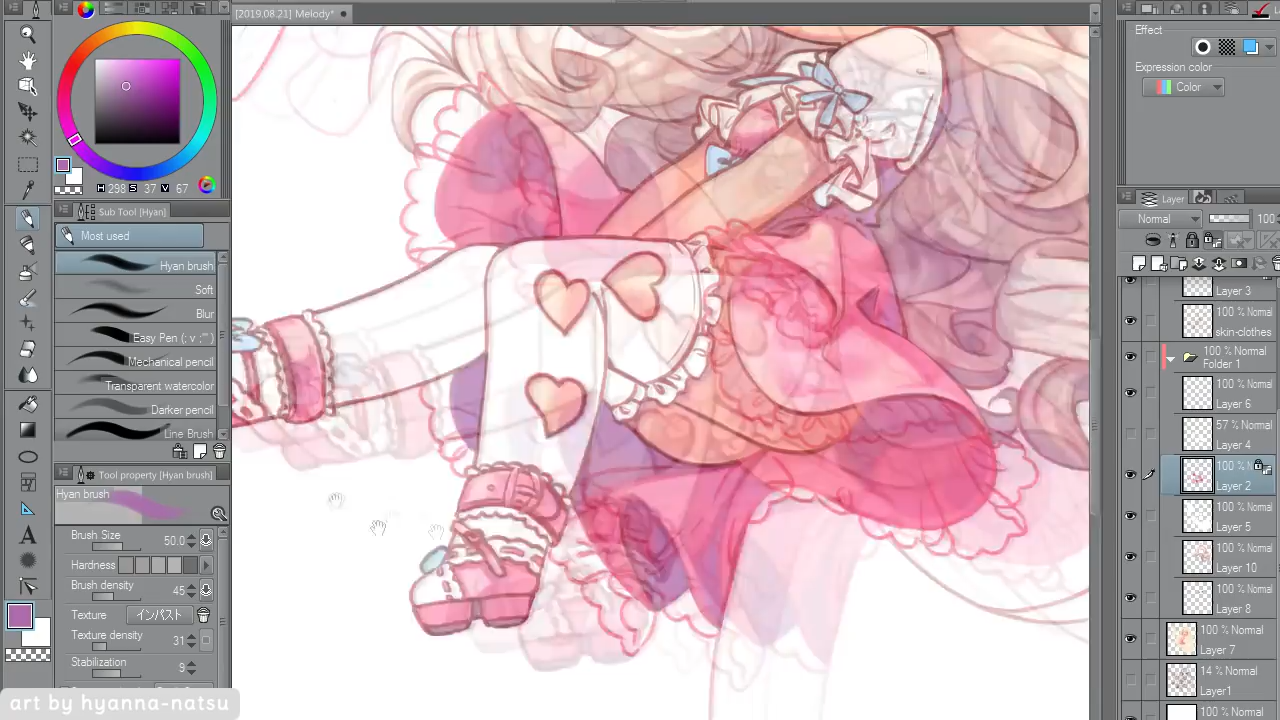 [2019.08.21] Melody*
H 298 S 37 V 67
Sub Tool [Hyan]
Most used
Hyan brush
Soft
Blur
Easy Pen (; v ;"")
Mechanical pencil
Transparent watercolor
Darker pencil
Line Brush
Tool property [Hyan brush]
Hyan brush
Brush Size 50.0
Hardness
Brush density 45
Texture インパスト
Texture density 31
Stabilization 9
art by hyanna-natsu
Effect
Expression color
Color
Layer
Normal 100
Layer 3
skin-clothes
100 % Normal
Folder 1
100 % Normal
Layer 6
57 % Normal
Layer 4
100 %
Layer 2
100 % Normal
Layer 5
100 % Normal
Layer 10
100 % Normal
Layer 8
100 % Normal
Layer 7
14 % Normal
Layer1
100 % Normal